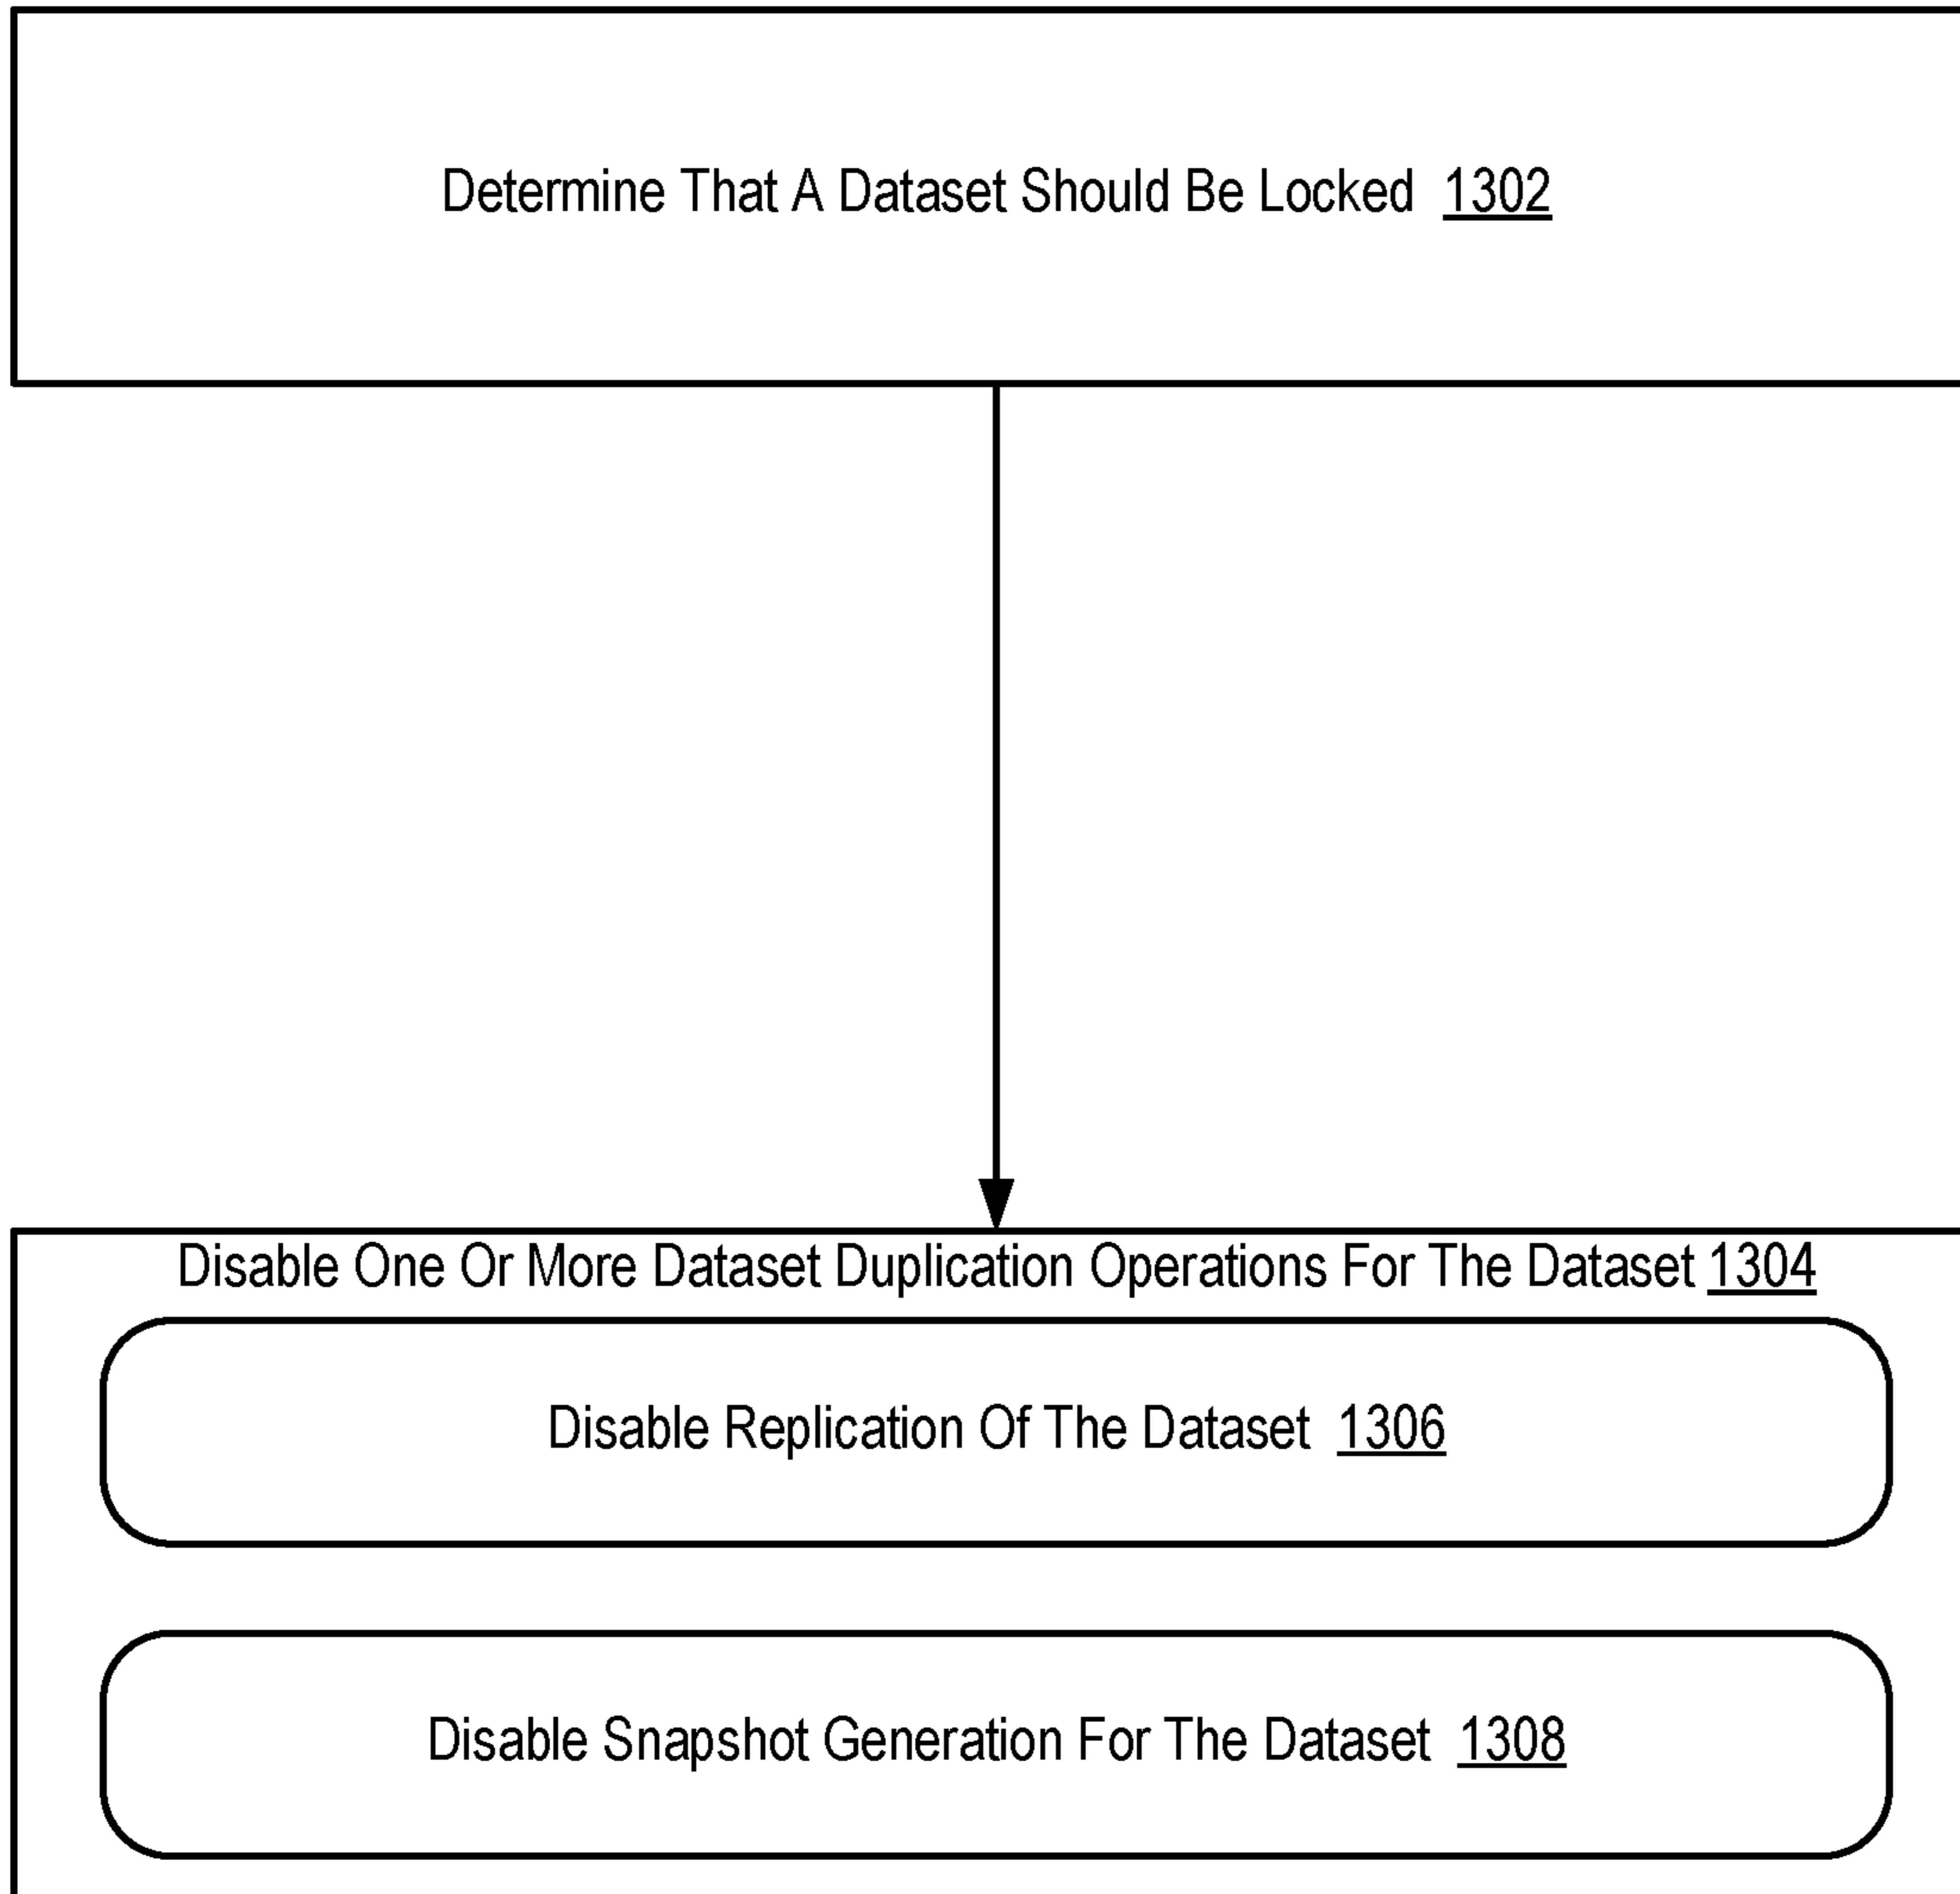 Determine That A Dataset Should Be Locked 1302
Disable One Or More Dataset Duplication Operations For The Dataset 1304
Disable Replication Of The Dataset 1306
Disable Snapshot Generation For The Dataset 1308